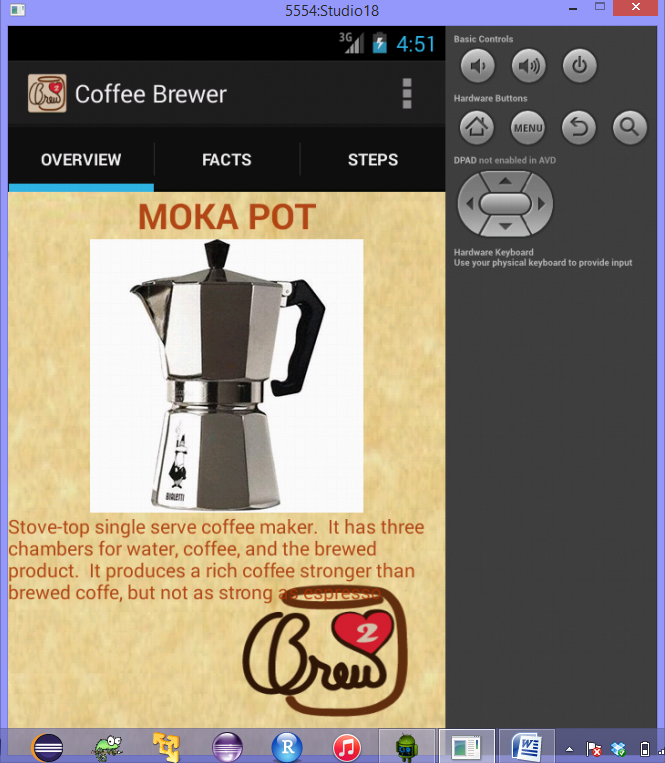 5554:Studio18
3G 4:51
Brew 2 Coffee Brewer
OVERVIEW FACTS STEPS
MOKA POT
BIALETTI
Stove-top single serve coffee maker.  It has three
chambers for water, coffee, and the brewed
product.  It produces a rich coffee stronger than
brewed coffe, but not as strong as espresso.
Brew 2
Basic Controls
Hardware Buttons
MENU
DPAD not enabled in AVD
Hardware Keyboard
Use your physical keyboard to provide input
R
W